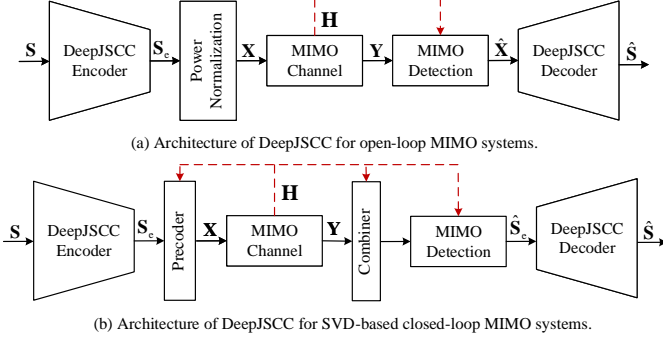 S
DeepJSCC
Encoder
S_e
Power
Normalization
X
H
MIMO
Channel
Y
MIMO
Detection
X̂
DeepJSCC
Decoder
Ŝ
(a) Architecture of DeepJSCC for open-loop MIMO systems.
S
DeepJSCC
Encoder
S_e
Precoder
X
H
MIMO
Channel
Y
Combiner
MIMO
Detection
Ŝ_e
DeepJSCC
Decoder
Ŝ
(b) Architecture of DeepJSCC for SVD-based closed-loop MIMO systems.